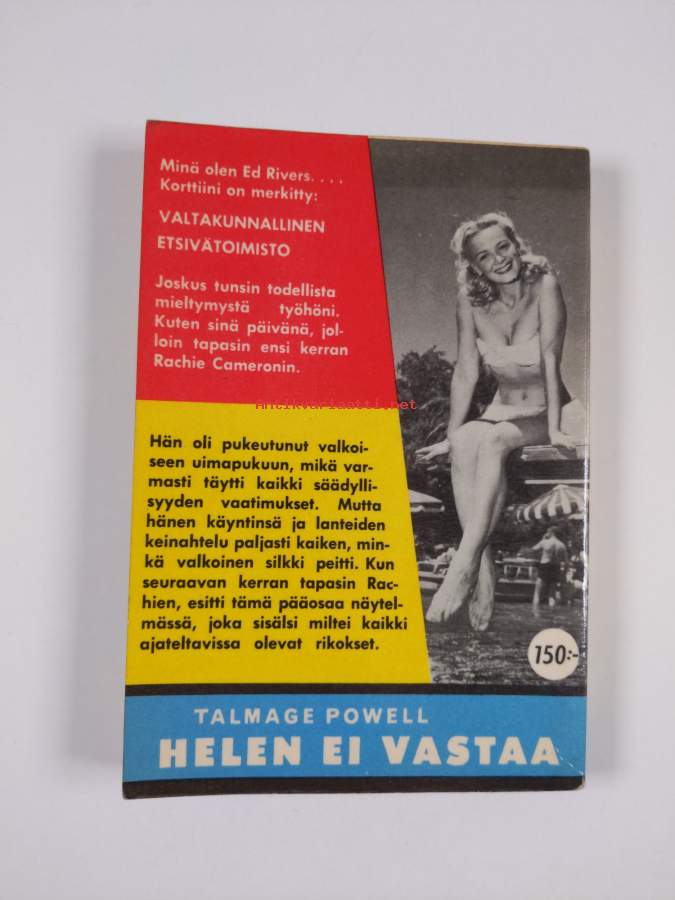 Minä olen Ed Rivers. . . .
Korttiini on merkitty:
VALTAKUNNALLINEN
ETSIVÄTOIMISTO
Joskus tunsin todellista
mieltymystä työhöni.
Kuten sinä päivänä, jol-
loin tapasin ensi kerran
Rachie Cameronin.
Antikvariaatti.net
Hän oli pukeutunut valkoi-
seen uimapukuun, mikä var-
masti täytti kaikki säädylli-
syyden vaatimukset. Mutta
hänen käyntinsä ja lanteiden
keinahtelu paljasti kaiken, min-
kä valkoinen silkki peitti. Kun
seuraavan kerran tapasin Rac-
hien, esitti tämä pääosaa näytel-
mässä, joka sisälsi miltei kaikki
ajateltavissa olevat rikokset.
150:-
TALMAGE POWELL
HELEN EI VASTAA